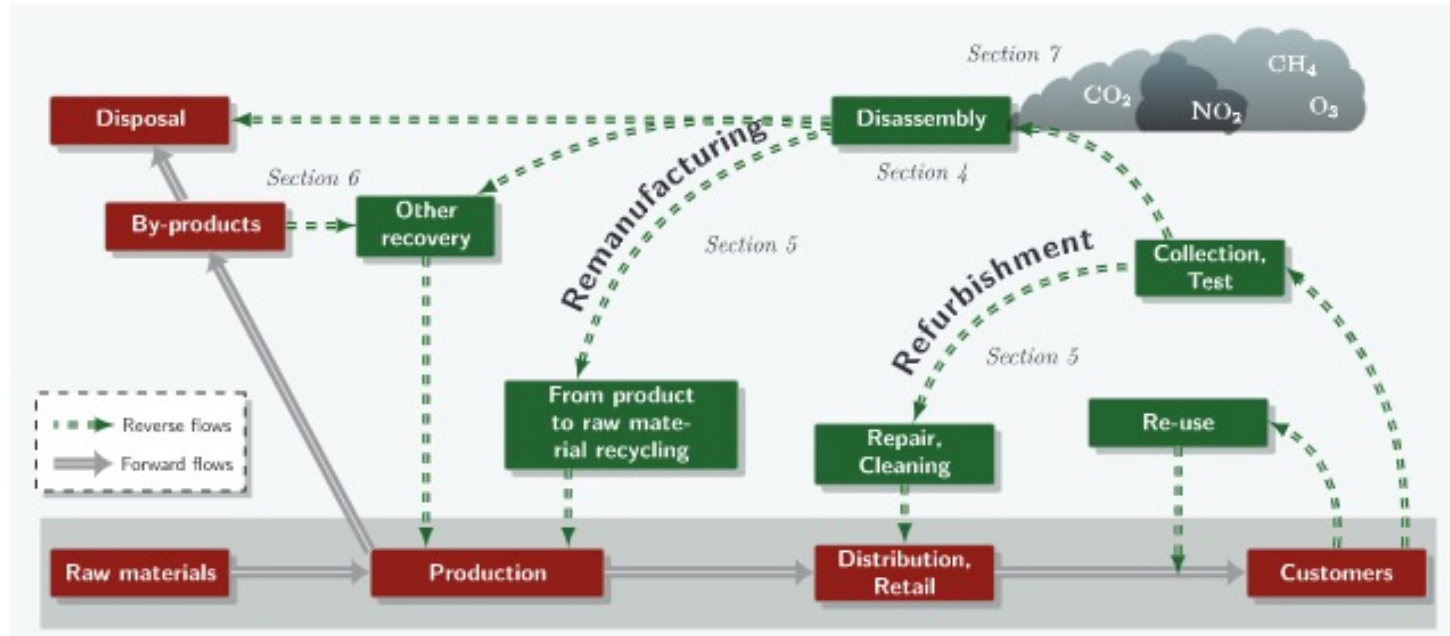 Section 7
CH₄
CO₂
NO₂
O₃
Disposal
Disassembly
Remanufacturing
Section 4
Section 6
By-products
Other
recovery
Section 5
Refurbishment
Collection,
Test
Section 5
From product
to raw mate-
rial recycling
Repair,
Cleaning
Re-use
Reverse flows
Forward flows
Raw materials
Production
Distribution,
Retail
Customers